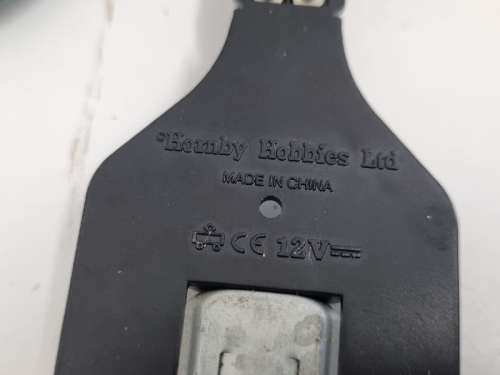 ©Hornby Hobbies Ltd
MADE IN CHINA
CE 12V⎓